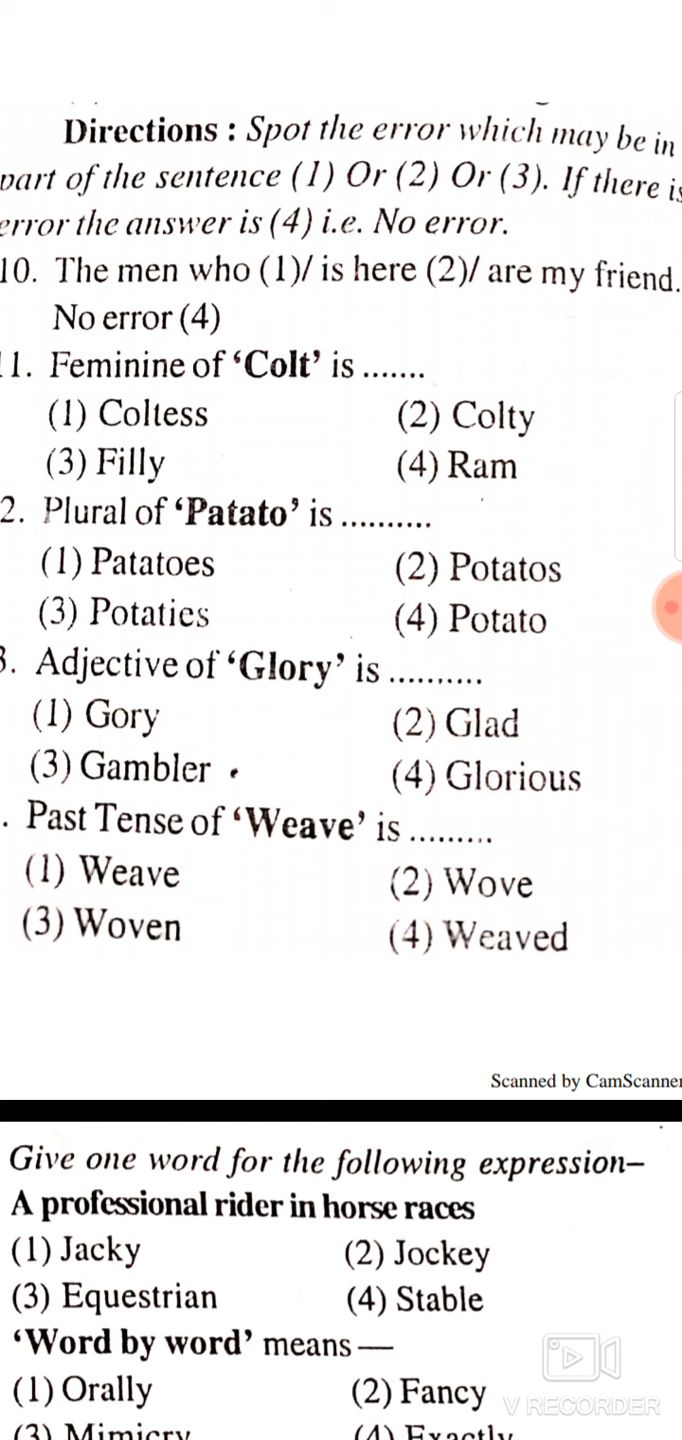 Directions : Spot the error which may be in
part of the sentence (1) Or (2) Or (3). If there is
error the answer is (4) i.e. No error.
10. The men who (1)/ is here (2)/ are my friend.
No error (4)
1. Feminine of ‘Colt’ is .......
(1) Coltess (2) Colty
(3) Filly (4) Ram
2. Plural of ‘Patato’ is ..........
(1) Patatoes (2) Potatos
(3) Potaties (4) Potato
3. Adjective of ‘Glory’ is ..........
(1) Gory (2) Glad
(3) Gambler (4) Glorious
. Past Tense of ‘Weave’ is .........
(1) Weave (2) Wove
(3) Woven (4) Weaved
Scanned by CamScanner
Give one word for the following expression–
A professional rider in horse races
(1) Jacky (2) Jockey
(3) Equestrian (4) Stable
‘Word by word’ means —
(1) Orally (2) Fancy
V RECORDER
(3) Mimicry (4) Exactly